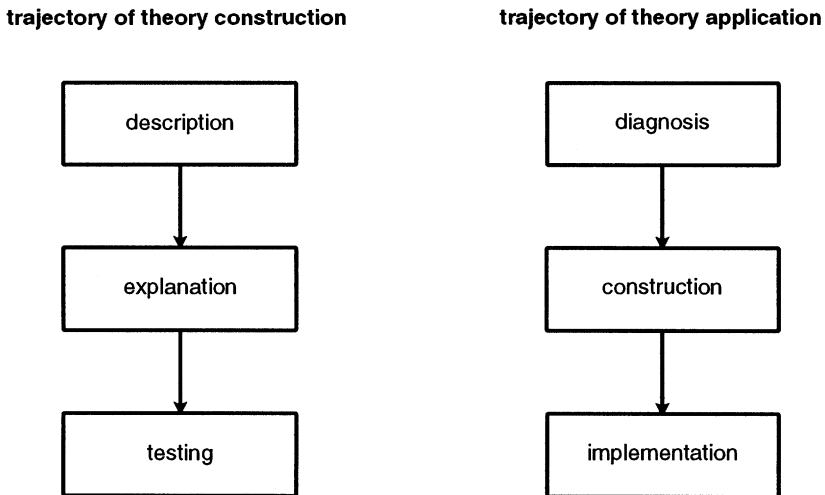 trajectory of theory construction
description
explanation
testing
trajectory of theory application
diagnosis
construction
implementation